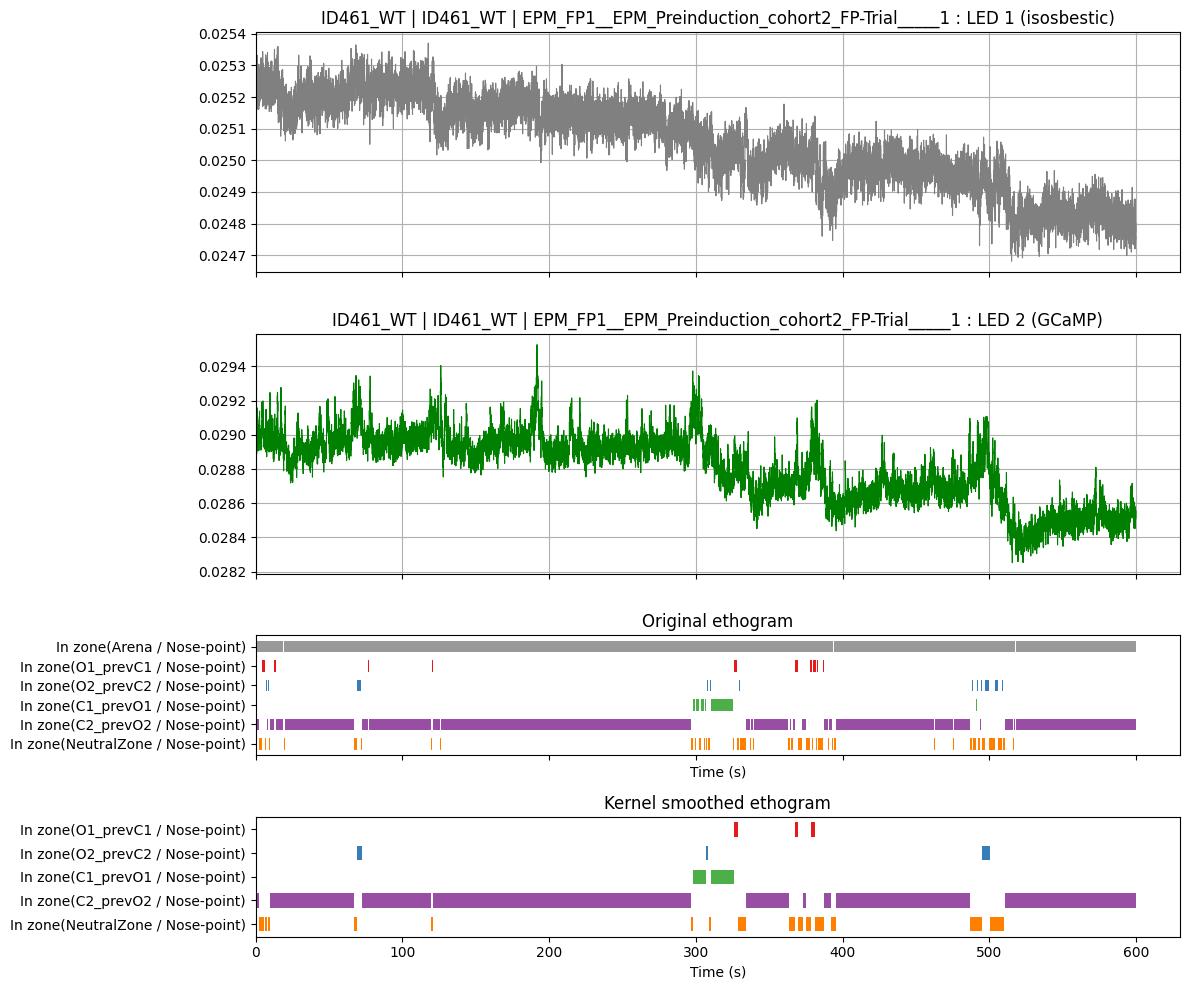 ID461_WT | ID461_WT | EPM_FP1__EPM_Preinduction_cohort2_FP-Trial_____1 : LED 1 (isosbestic)
0.0254
0.0253
0.0252
0.0251
0.0250
0.0249
0.0248
0.0247
ID461_WT | ID461_WT | EPM_FP1__EPM_Preinduction_cohort2_FP-Trial_____1 : LED 2 (GCaMP)
0.0294
0.0292
0.0290
0.0288
0.0286
0.0284
0.0282
Original ethogram
In zone(Arena / Nose-point)
In zone(O1_prevC1 / Nose-point)
In zone(O2_prevC2 / Nose-point)
In zone(C1_prevO1 / Nose-point)
In zone(C2_prevO2 / Nose-point)
In zone(NeutralZone / Nose-point)
Time (s)
Kernel smoothed ethogram
In zone(O1_prevC1 / Nose-point)
In zone(O2_prevC2 / Nose-point)
In zone(C1_prevO1 / Nose-point)
In zone(C2_prevO2 / Nose-point)
In zone(NeutralZone / Nose-point)
0 100 200 300 400 500 600
Time (s)